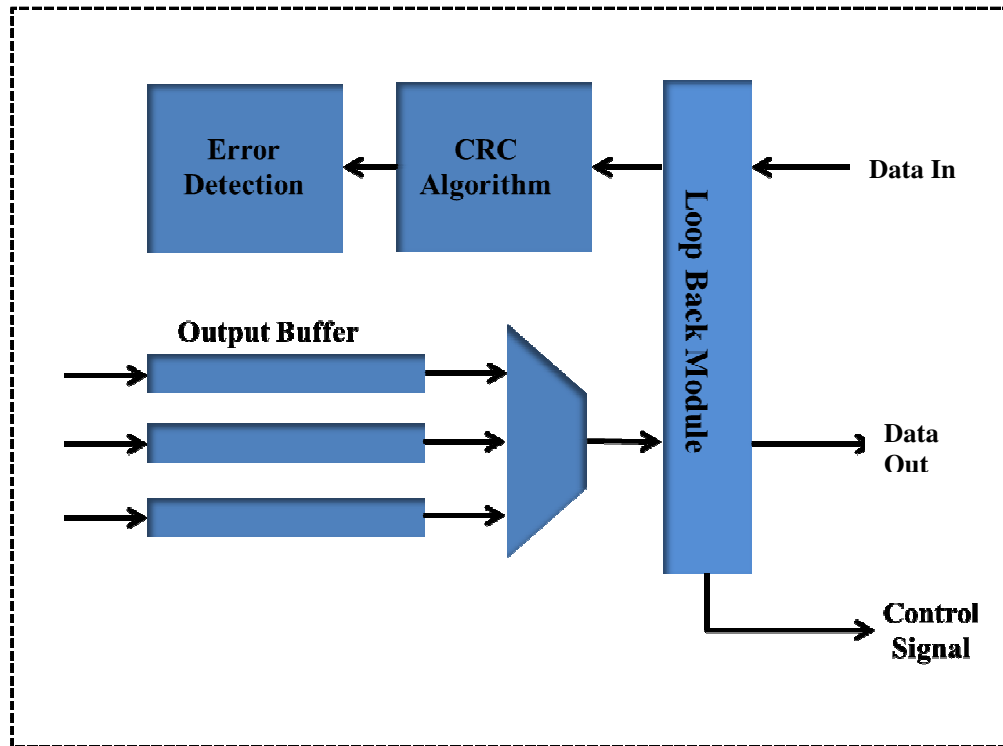 Error
Detection
CRC
Algorithm
Loop Back Module
Data In
Output Buffer
Data
Out
Control
Signal